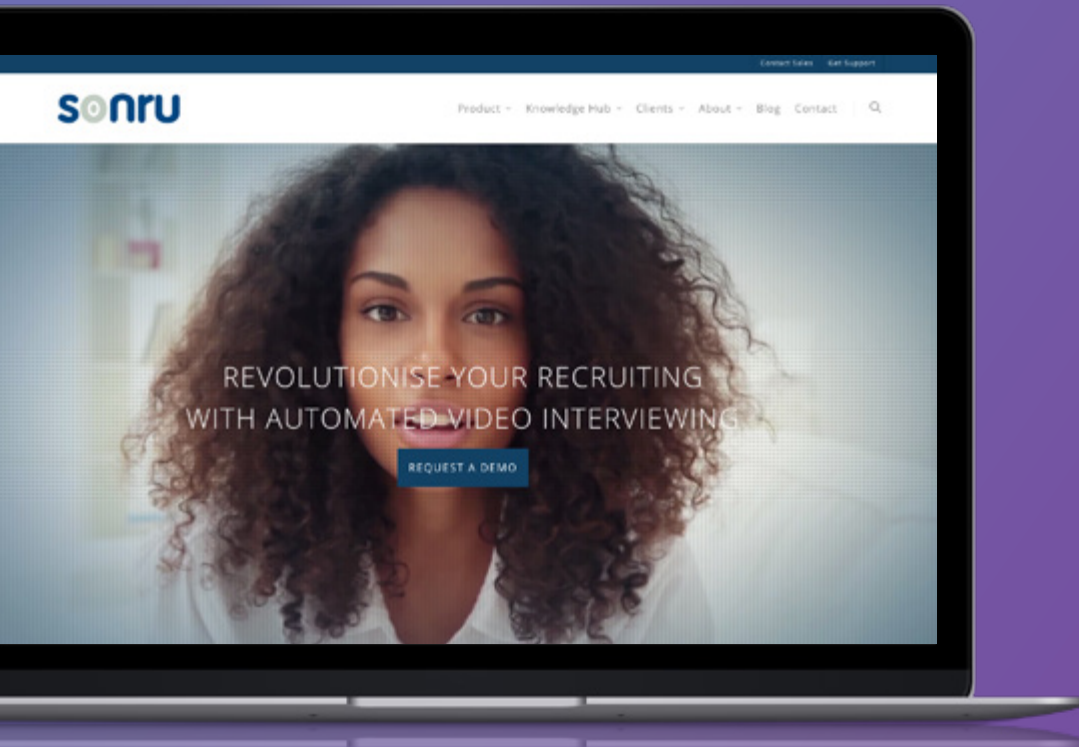 Contact Sales Get Support
sonru
Product Knowledge Hub Clients About Blog Contact
REVOLUTIONISE YOUR RECRUITING
WITH AUTOMATED VIDEO INTERVIEWING
REQUEST A DEMO